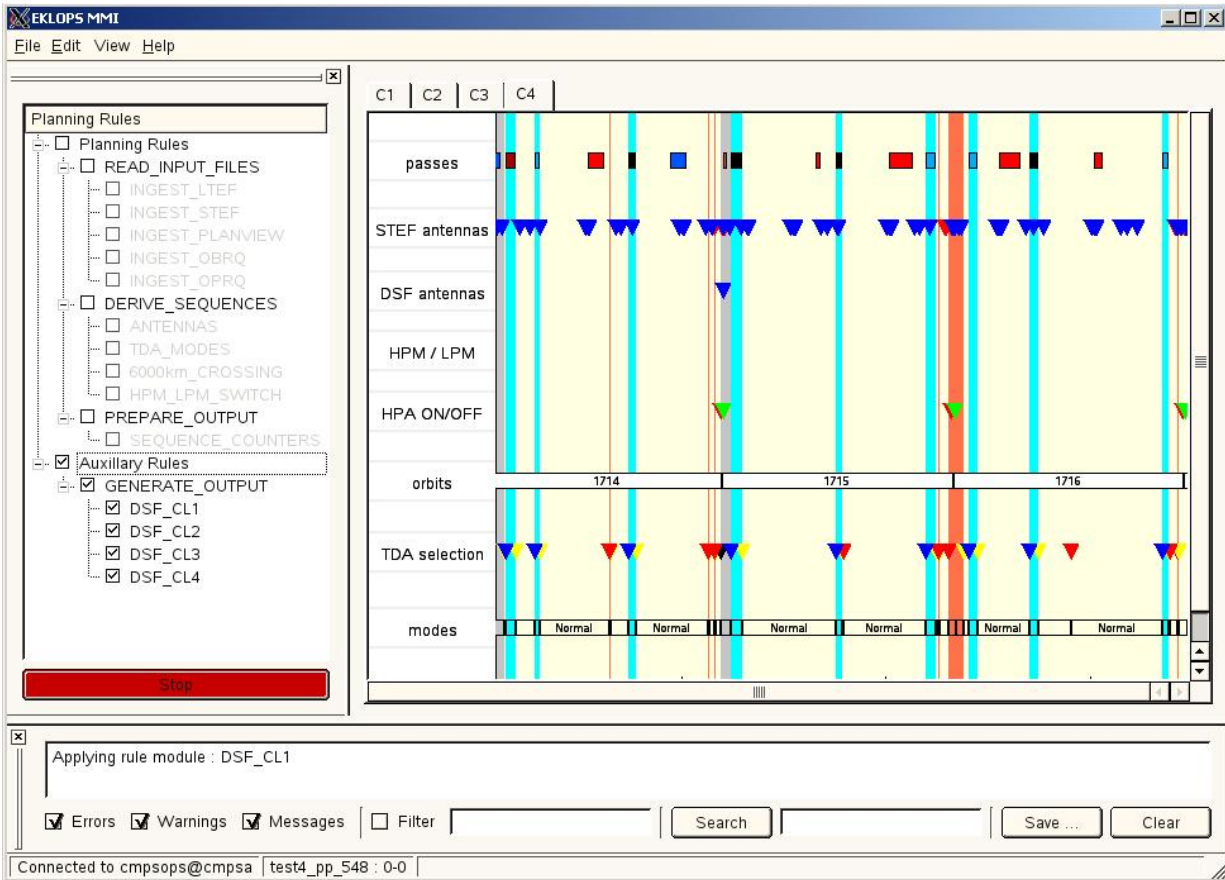 EKLOPS MMI
File Edit View Help
Planning Rules
Planning Rules
READ_INPUT_FILES
INGEST_LTEF
INGEST_STEF
INGEST_PLANVIEW
INGEST_OBRQ
INGEST_OPRQ
DERIVE_SEQUENCES
ANTENNAS
TDA_MODES
6000km_CROSSING
HPM_LPM_SWITCH
PREPARE_OUTPUT
SEQUENCE_COUNTERS
Auxillary Rules
GENERATE_OUTPUT
DSF_CL1
DSF_CL2
DSF_CL3
DSF_CL4
Stop
C1 C2 C3 C4
passes
STEF antennas
DSF antennas
HPM / LPM
HPA ON/OFF
orbits 1714 1715 1716
TDA selection
modes Normal Normal Normal Normal Normal Normal
Applying rule module : DSF_CL1
Errors Warnings Messages Filter Search Save ... Clear
Connected to cmpsops@cmpsa test4_pp_548 : 0-0